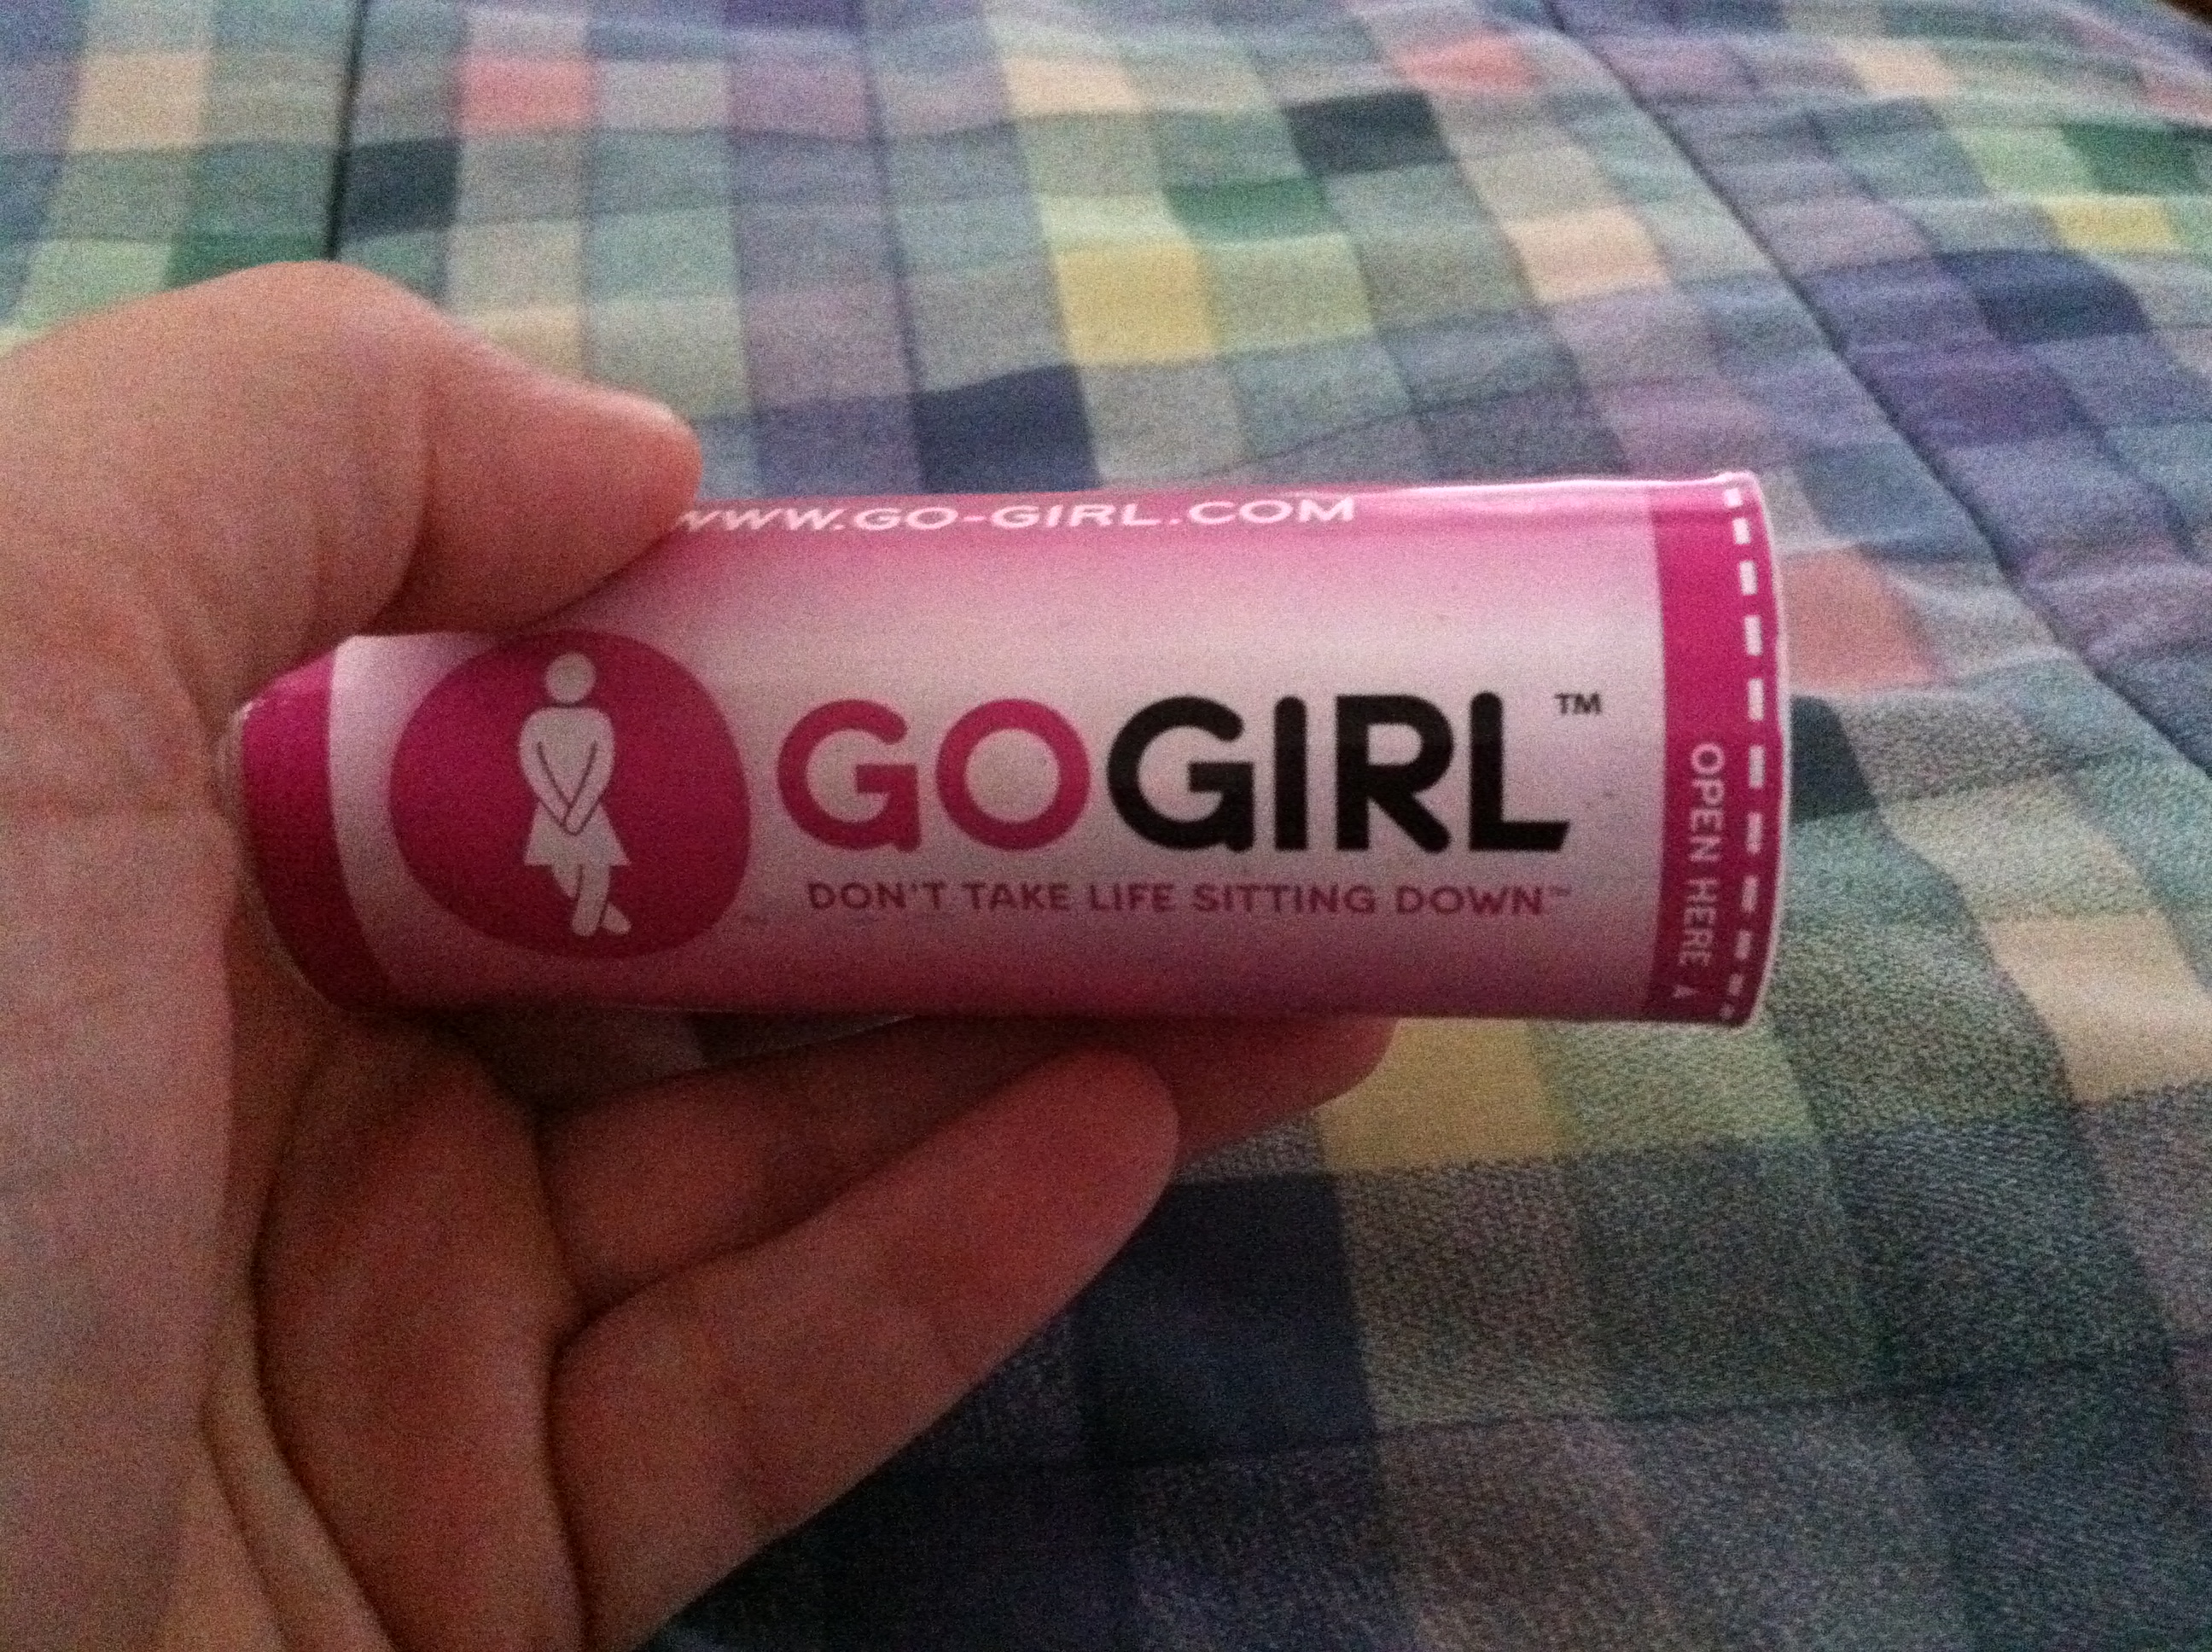 WWW.GO-GIRL.COM
GOGIRL™
DON'T TAKE LIFE SITTING DOWN™
OPEN HERE